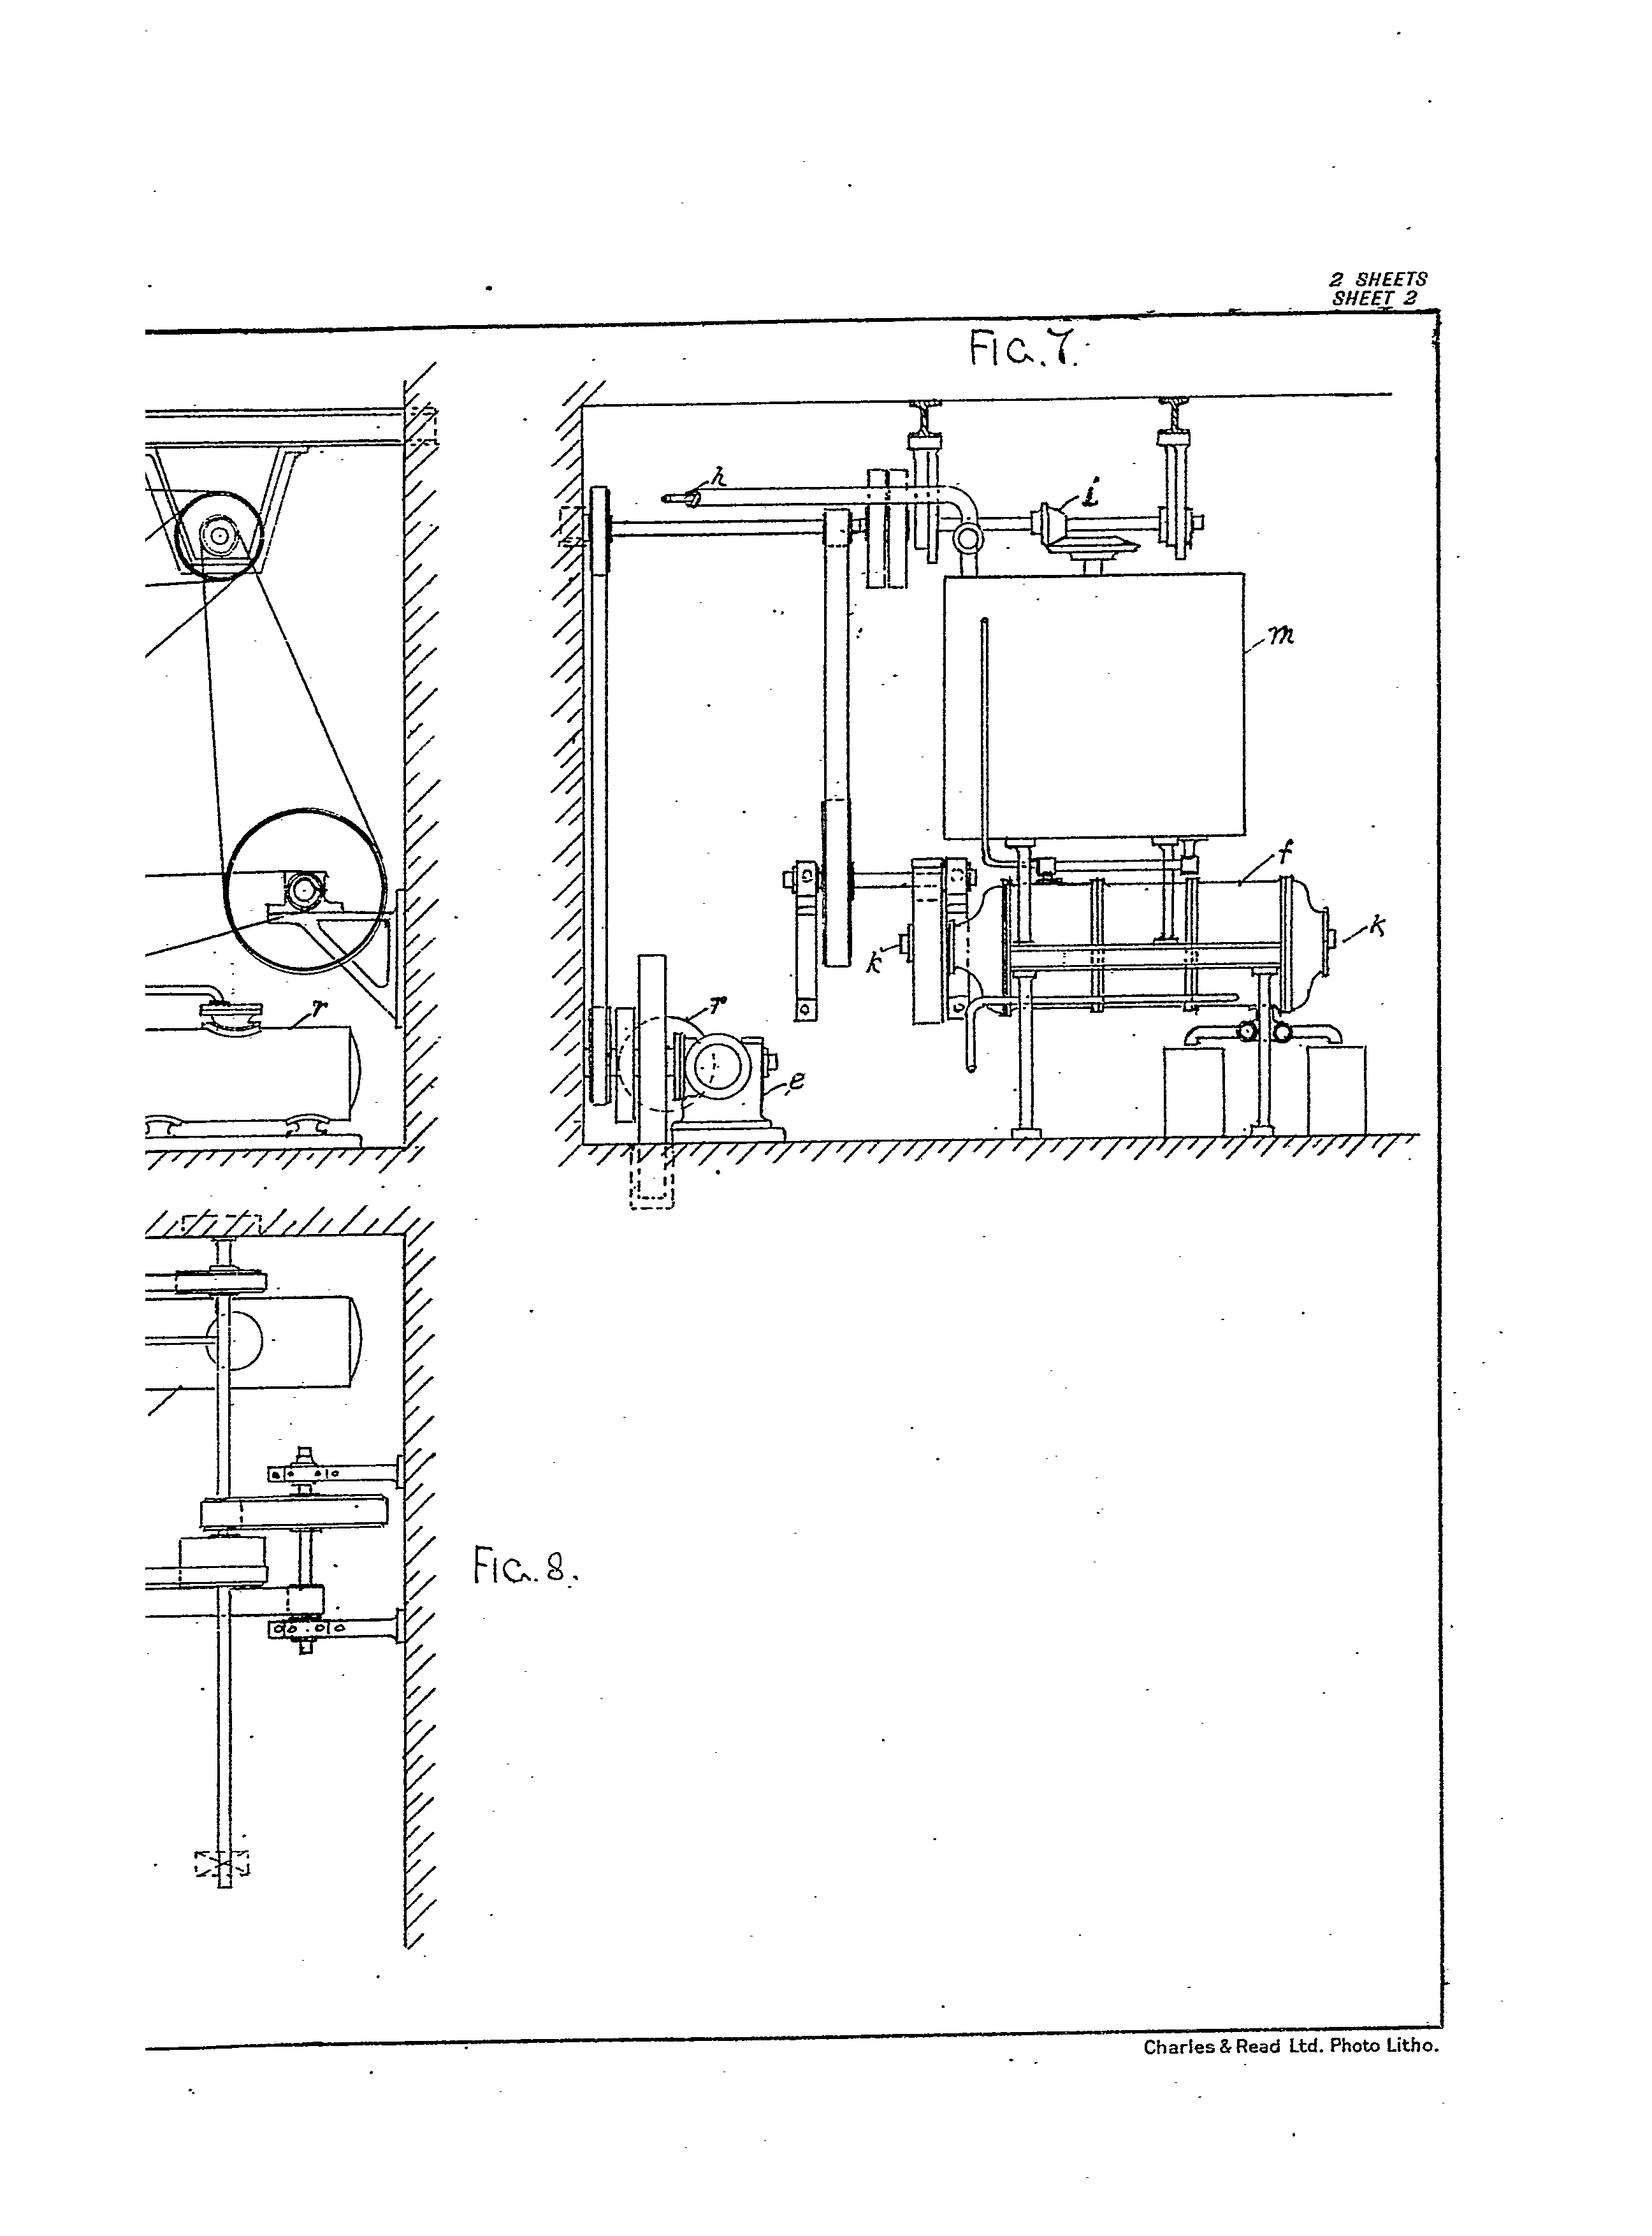 2 SHEETS
SHEET 2
FIG. 7.
h
i
m
f
k
k
r
r
e
FIG. 8.
Charles & Read Ltd. Photo Litho.